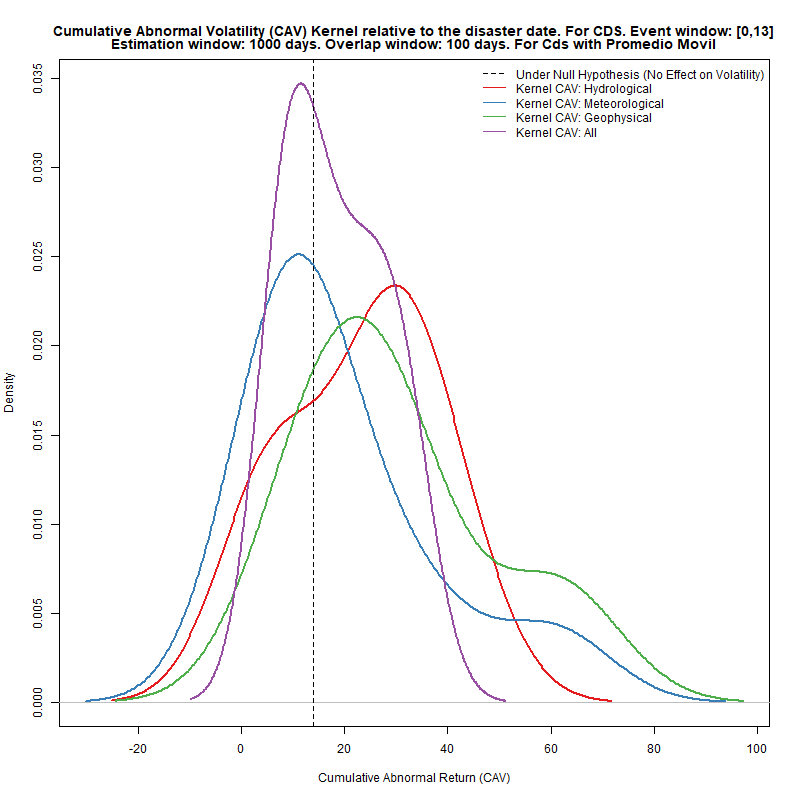 Cumulative Abnormal Volatility (CAV) Kernel relative to the disaster date. For CDS. Event window: [0,13]
Estimation window: 1000 days. Overlap window: 100 days. For Cds with Promedio Movil
Under Null Hypothesis (No Effect on Volatility)
Kernel CAV: Hydrological
Kernel CAV: Meteorological
Kernel CAV: Geophysical
Kernel CAV: All
Density
0.035
0.030
0.025
0.020
0.015
0.010
0.005
0.000
-20 0 20 40 60 80 100
Cumulative Abnormal Return (CAV)